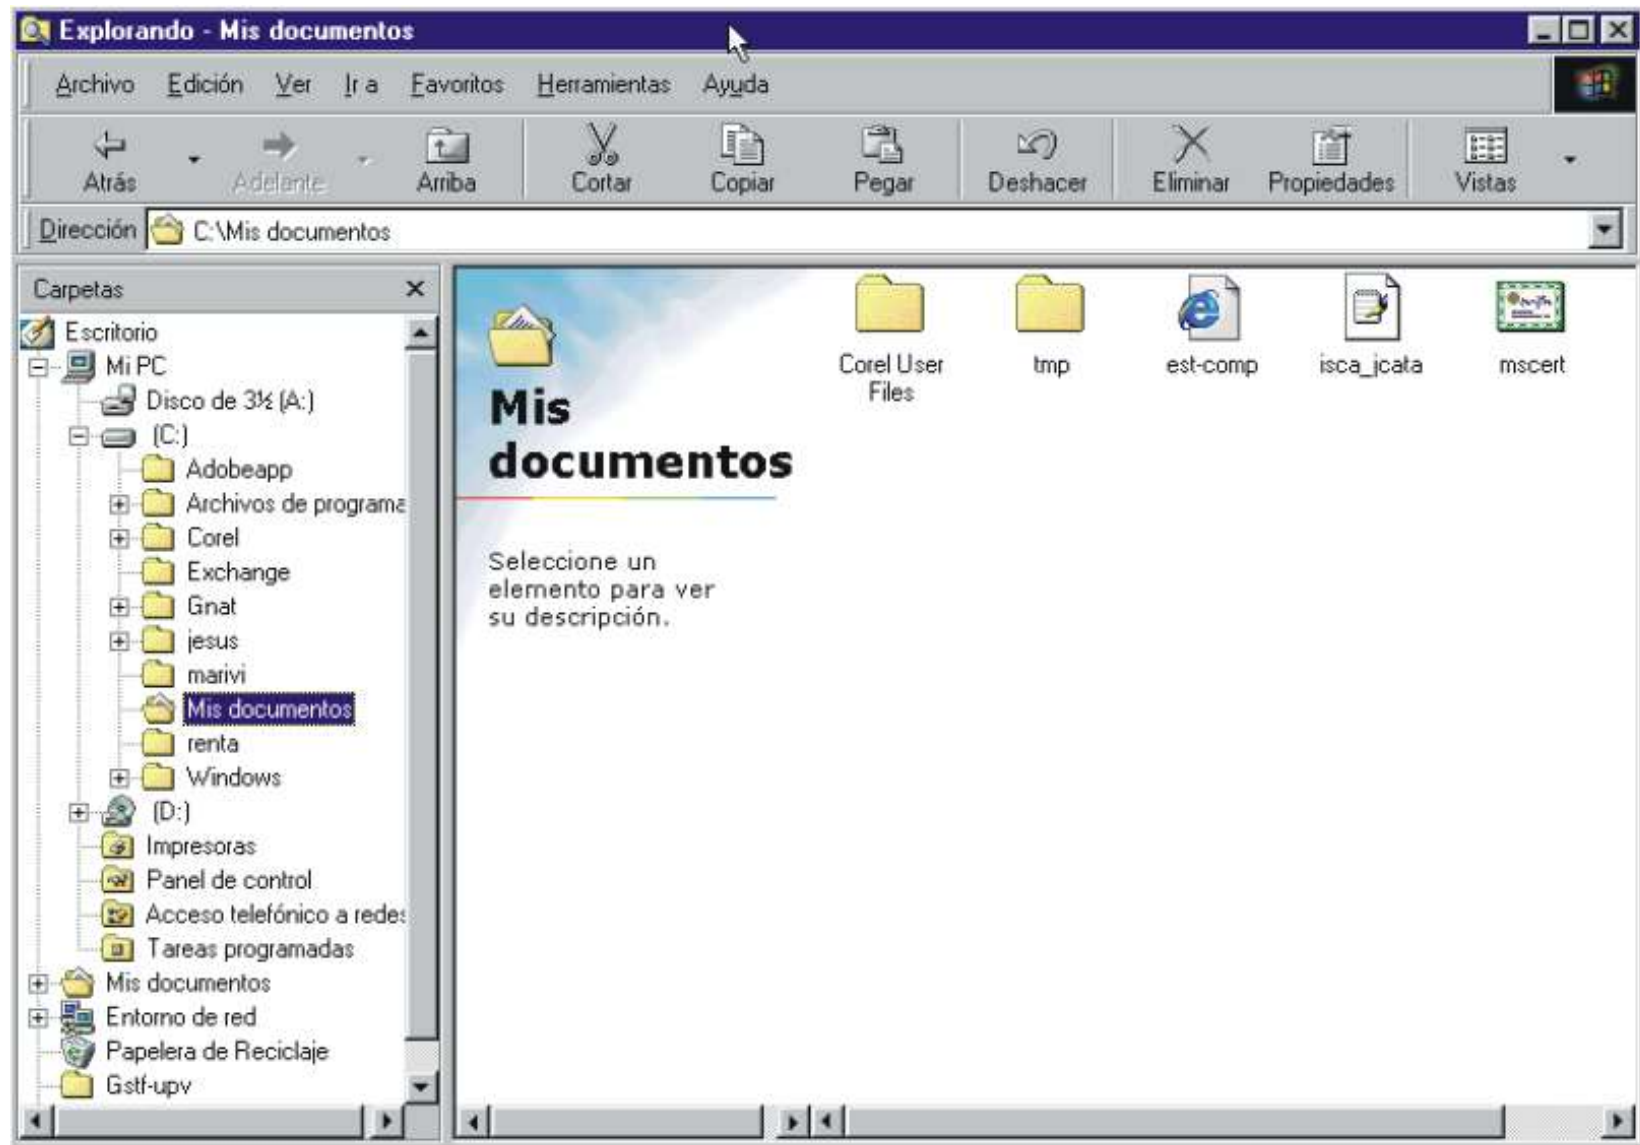 Explorando - Mis documentos
Archivo Edición Ver Ir a Favoritos Herramientas Ayuda
Atrás Adelante Arriba Cortar Copiar Pegar Deshacer Eliminar Propiedades Vistas
Dirección C:\Mis documentos
Carpetas
Escritorio
Mi PC
Disco de 3½ (A:)
(C:)
Adobeapp
Archivos de programa
Corel
Exchange
Gnat
jesus
marivi
Mis documentos
renta
Windows
(D:)
Impresoras
Panel de control
Acceso telefónico a redes
Tareas programadas
Mis documentos
Entorno de red
Papelera de Reciclaje
Gstf-upv
Mis
documentos
Seleccione un
elemento para ver
su descripción.
Corel User
Files
tmp
est-comp
isca_jcata
mscert